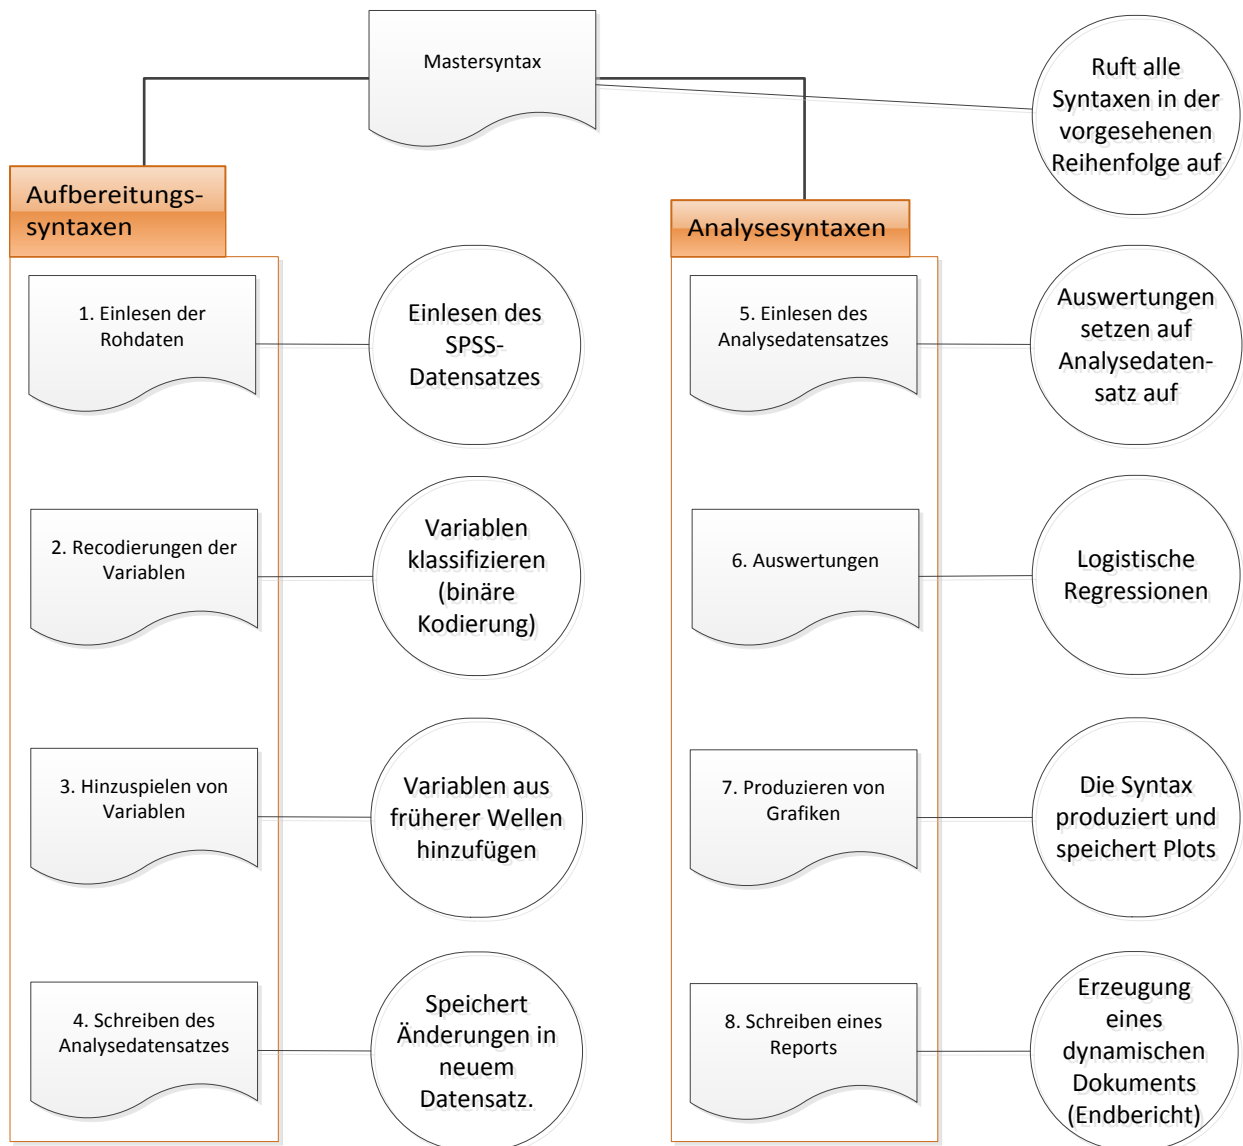 Mastersyntax
Ruft alle
Syntaxen in der
vorgesehenen
Reihenfolge auf
Aufbereitungs-
syntaxen
1. Einlesen der
Rohdaten
Einlesen des
SPSS-
Datensatzes
2. Recodierungen der
Variablen
Variablen
klassifizieren
(binäre
Kodierung)
3. Hinzuspielen von
Variablen
Variablen aus
früherer Wellen
hinzufügen
4. Schreiben des
Analysedatensatzes
Speichert
Änderungen in
neuem
Datensatz.
Analysesyntaxen
5. Einlesen des
Analysedatensatzes
Auswertungen
setzen auf
Analysedaten-
satz auf
6. Auswertungen
Logistische
Regressionen
7. Produzieren von
Grafiken
Die Syntax
produziert und
speichert Plots
8. Schreiben eines
Reports
Erzeugung
eines
dynamischen
Dokuments
(Endbericht)